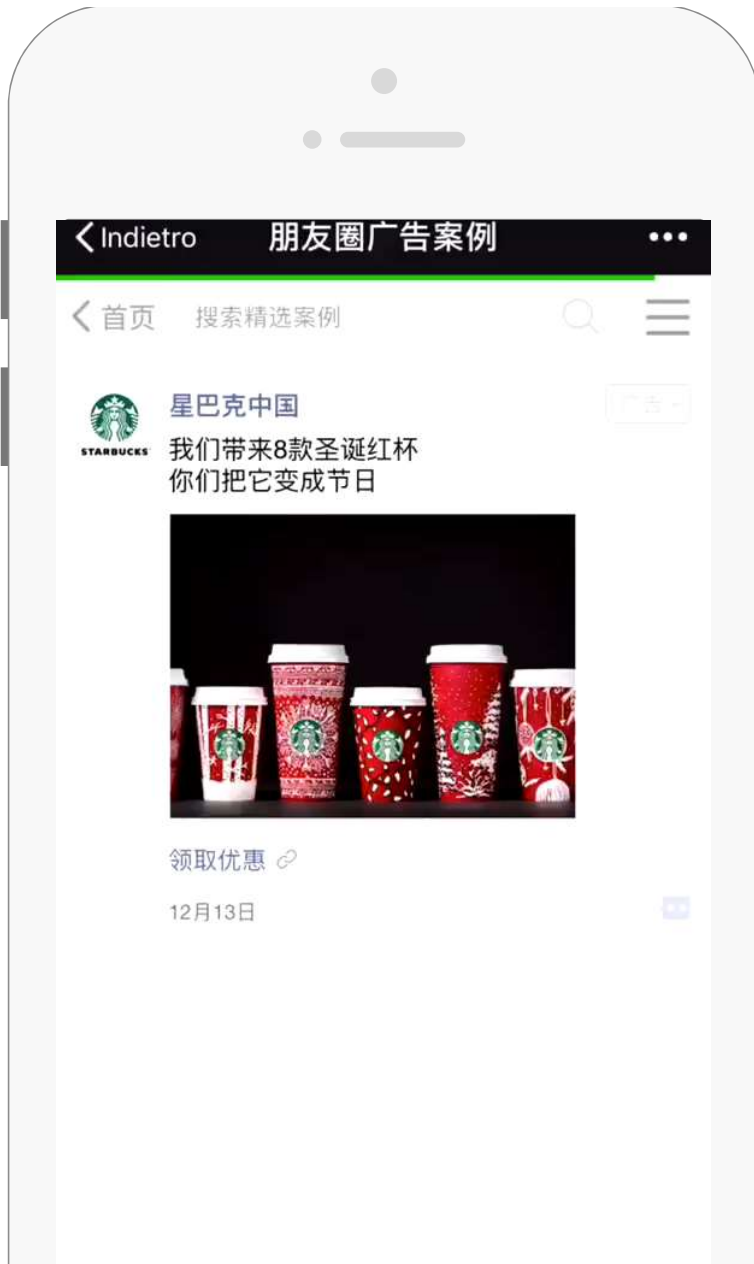 Indietro
朋友圈广告案例
首页
搜索精选案例
星巴克中国
广告
STARBUCKS
我们带来8款圣诞红杯
你们把它变成节日
领取优惠
12月13日